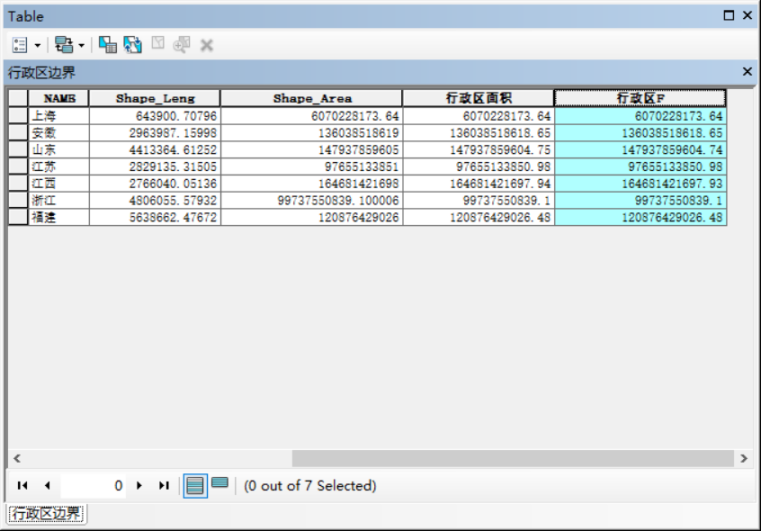 Table
行政区边界
NAME Shape_Leng Shape_Area 行政区面积 行政区F
上海 643900.70796 6070228173.64 6070228173.64 6070228173.64
安徽 2963987.15998 136038518619 136038518618.65 136038518618.65
山东 4413364.61252 147937859605 147937859604.75 147937859604.74
江苏 2829135.31505 97655133851 97655133850.98 97655133850.98
江西 2766040.05136 164681421698 164681421697.94 164681421697.93
浙江 4806055.57932 99737550839.100006 99737550839.1 99737550839.1
福建 5638662.47672 120876429026 120876429026.48 120876429026.48
0 (0 out of 7 Selected)
行政区边界